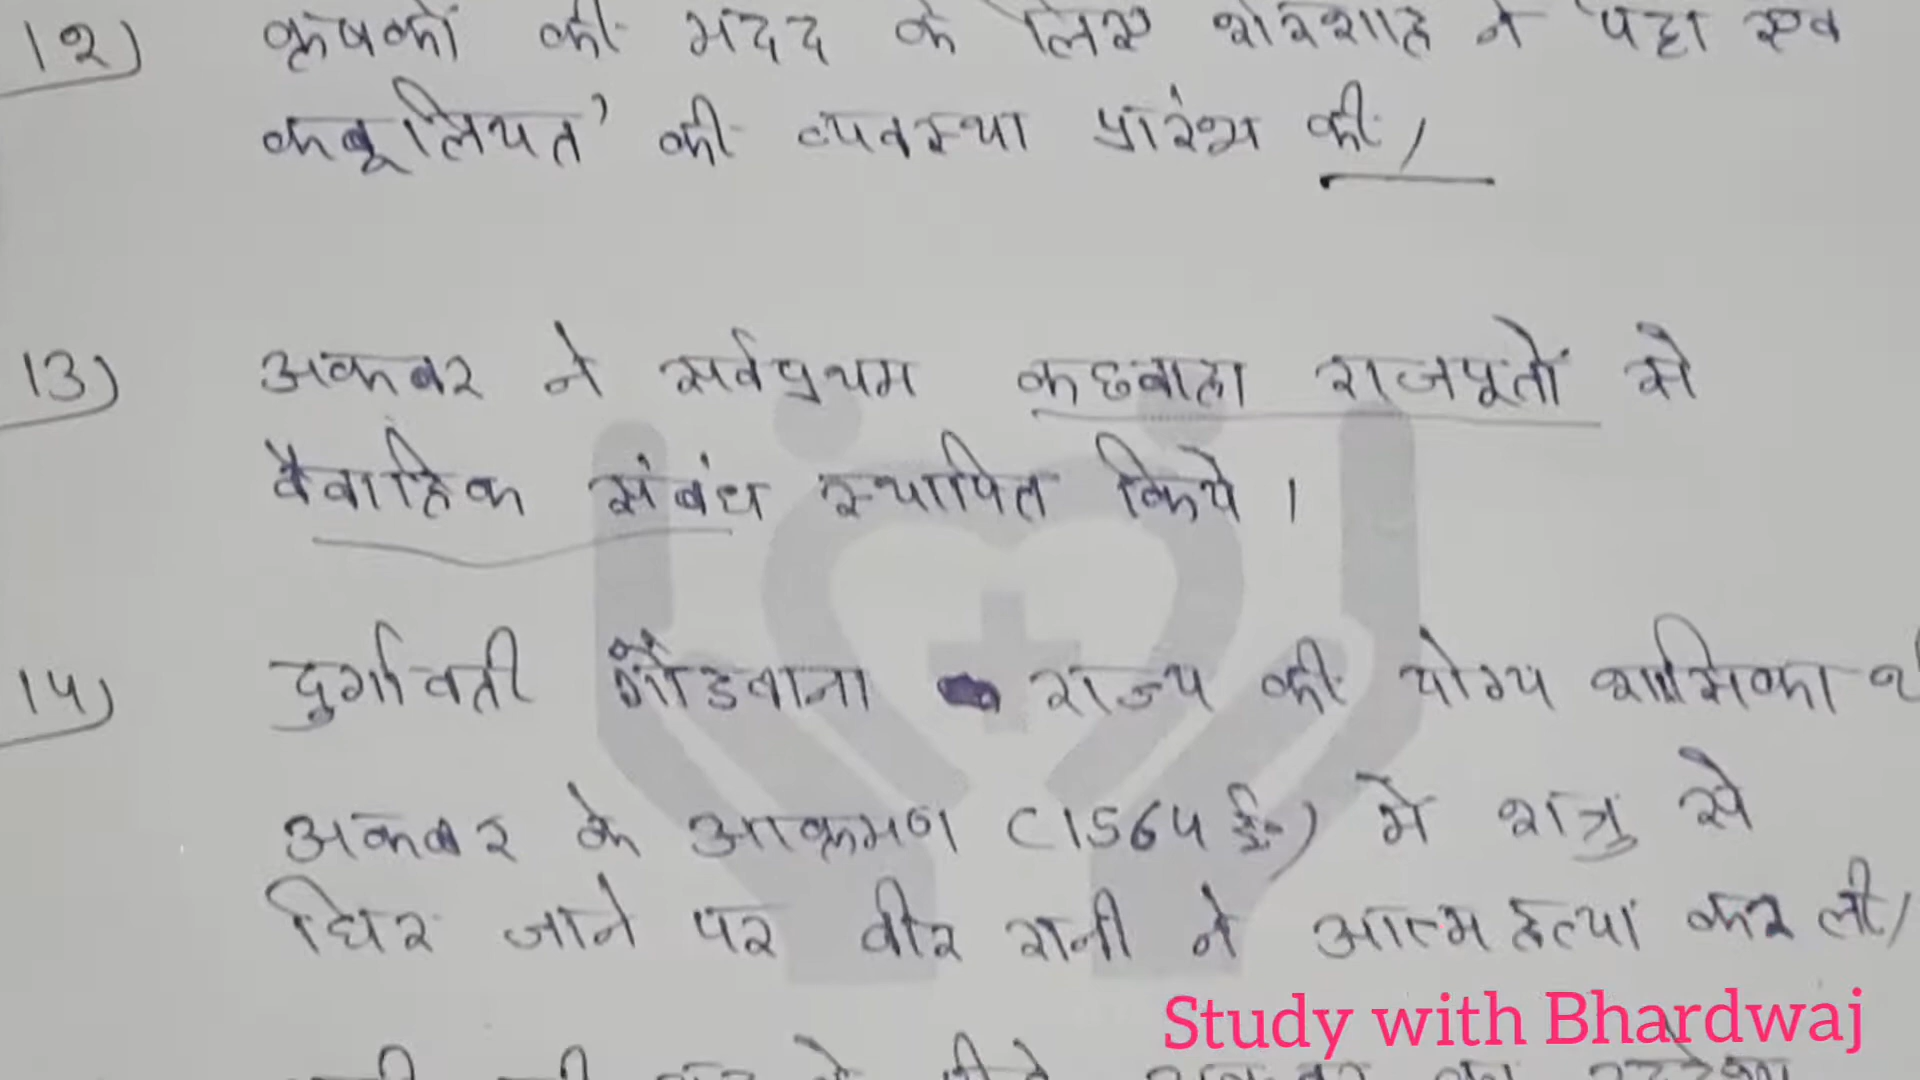 12) कृषकों की मदद के लिए शेरशाह ने 'पट्टा एवं
कबूलियत' की व्यवस्था प्रारंभ की/
13) अकबर ने सर्वप्रथम कछवाहा राजपूतों से
वैवाहिक संबंध स्थापित किये ।
14) दुर्गावती गोंडवाना राज्य की योग्य शासिका थी
अकबर के आक्रमण (1564 ई०) में शत्रु से
घिर जाने पर वीर रानी ने आत्महत्या कर ली/
Study with Bhardwaj